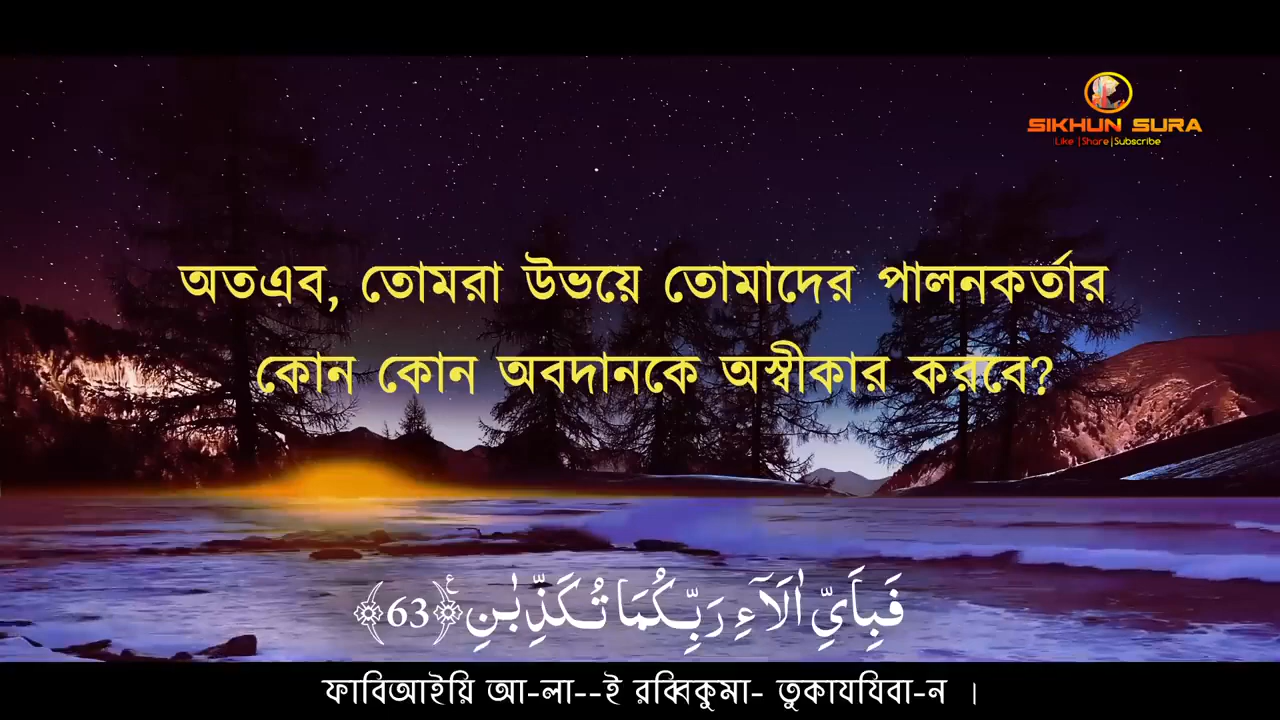 SIKHUN SURA
Like |Share|Subscribe
অতএব, তোমরা উভয়ে তোমাদের পালনকর্তার
কোন কোন অবদানকে অস্বীকার করবে?
فَبِاَيِّ اٰلَآءِ رَبِّكُمَا تُكَذِّبٰنِ ﴿63﴾ۚ
ফাবিআইয়ি আ-লা--ই রব্বিকুমা- তুকাযযিবা-ন ।